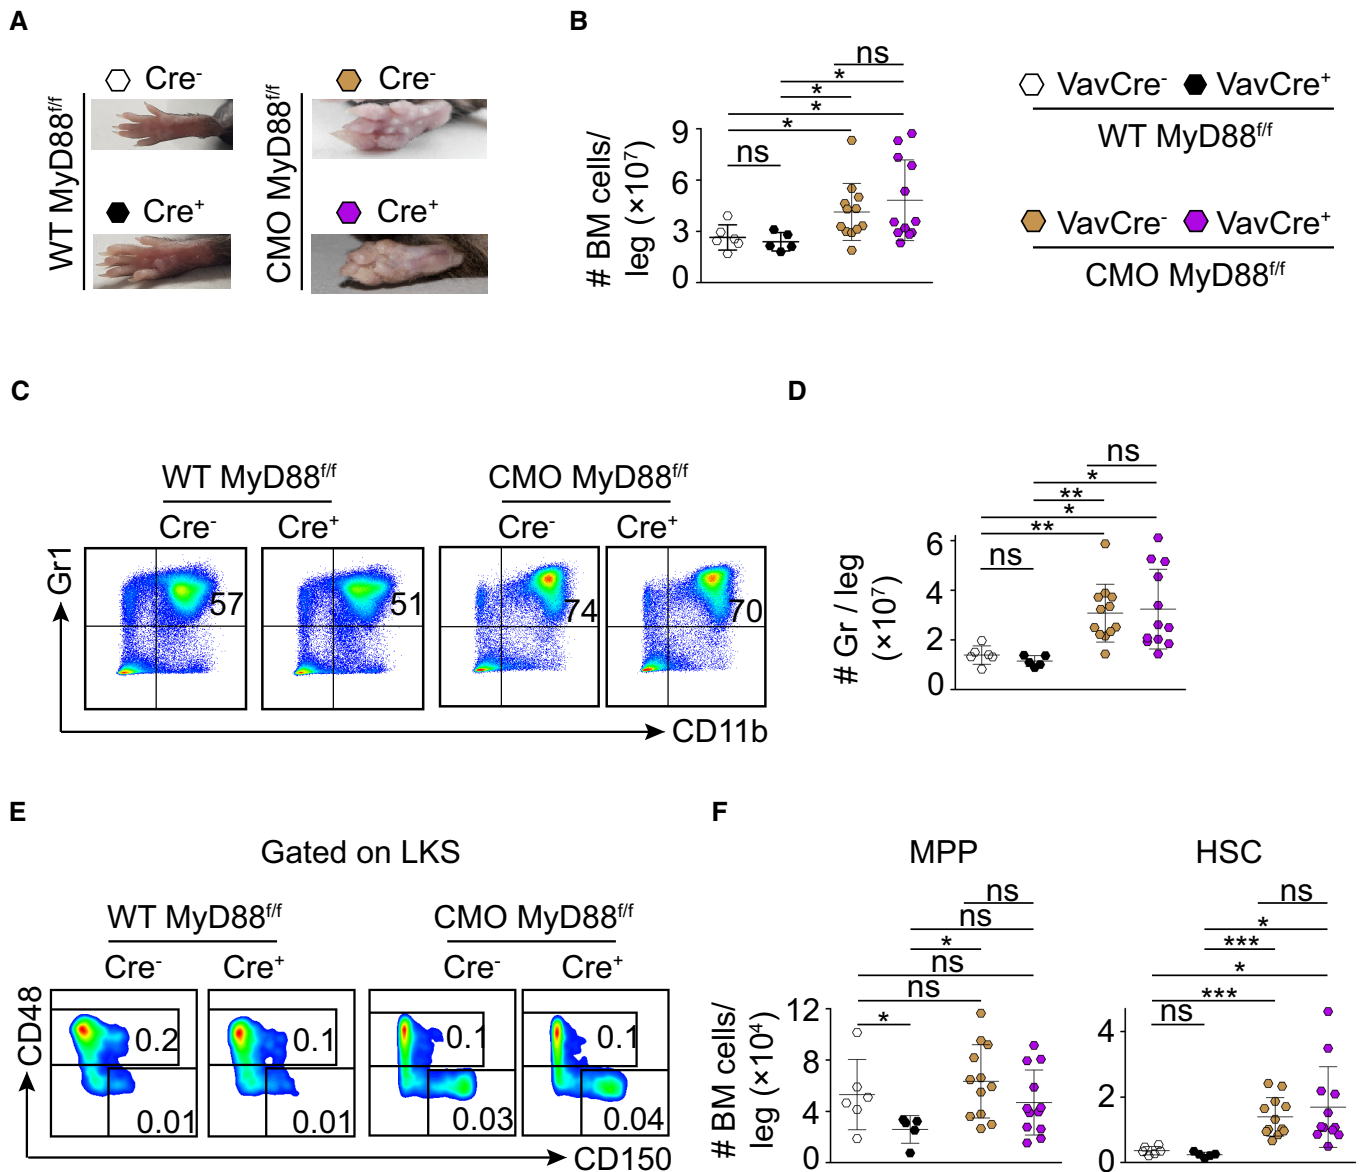 A
Cre-
Cre-
WT MyD88f/f
CMO MyD88f/f
Cre+
Cre+
B
ns
*
*
*
*
ns
# BM cells/
leg (×10⁷)
9
6
3
0
VavCre- VavCre+
WT MyD88f/f
VavCre- VavCre+
CMO MyD88f/f
C
WT MyD88f/f
CMO MyD88f/f
Cre- Cre+
Cre- Cre+
Gr1
57
51
74
70
CD11b
D
ns
*
**
*
**
ns
# Gr / leg
(×10⁷)
6
4
2
0
E
Gated on LKS
WT MyD88f/f
CMO MyD88f/f
Cre- Cre+
Cre- Cre+
CD48
0.2
0.1
0.1
0.1
0.01
0.01
0.03
0.04
CD150
F
MPP
ns
ns
*
ns
ns
*
# BM cells/
leg (×10⁴)
12
8
4
0
HSC
ns
*
***
*
***
ns
4
2
0